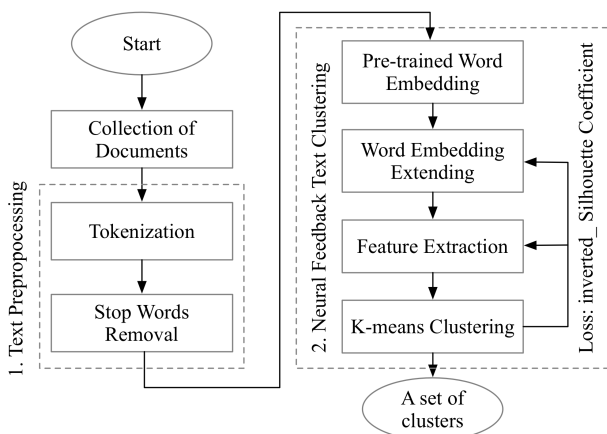 Start
Collection of
Documents
1. Text Prepopocessing
Tokenization
Stop Words
Removal
2. Neural Feedback Text Clustering
Pre-trained Word
Embedding
Word Embedding
Extending
Feature Extraction
K-means Clustering
Loss: inverted_ Silhouette Coefficient
A set of
clusters